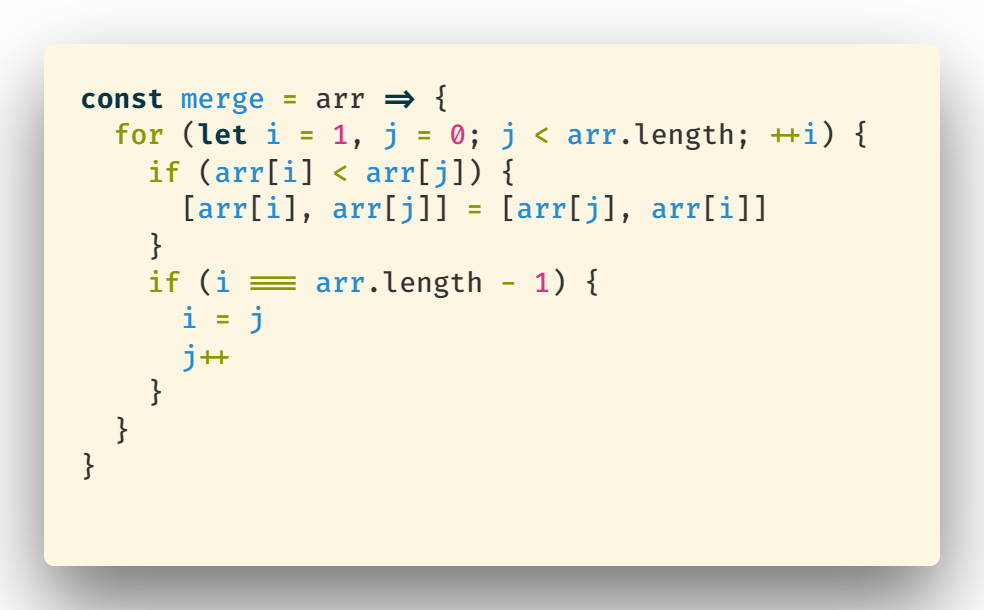 const merge = arr => {
  for (let i = 1, j = 0; j < arr.length; ++i) {
    if (arr[i] < arr[j]) {
      [arr[i], arr[j]] = [arr[j], arr[i]]
    }
    if (i === arr.length - 1) {
      i = j
      j++
    }
  }
}